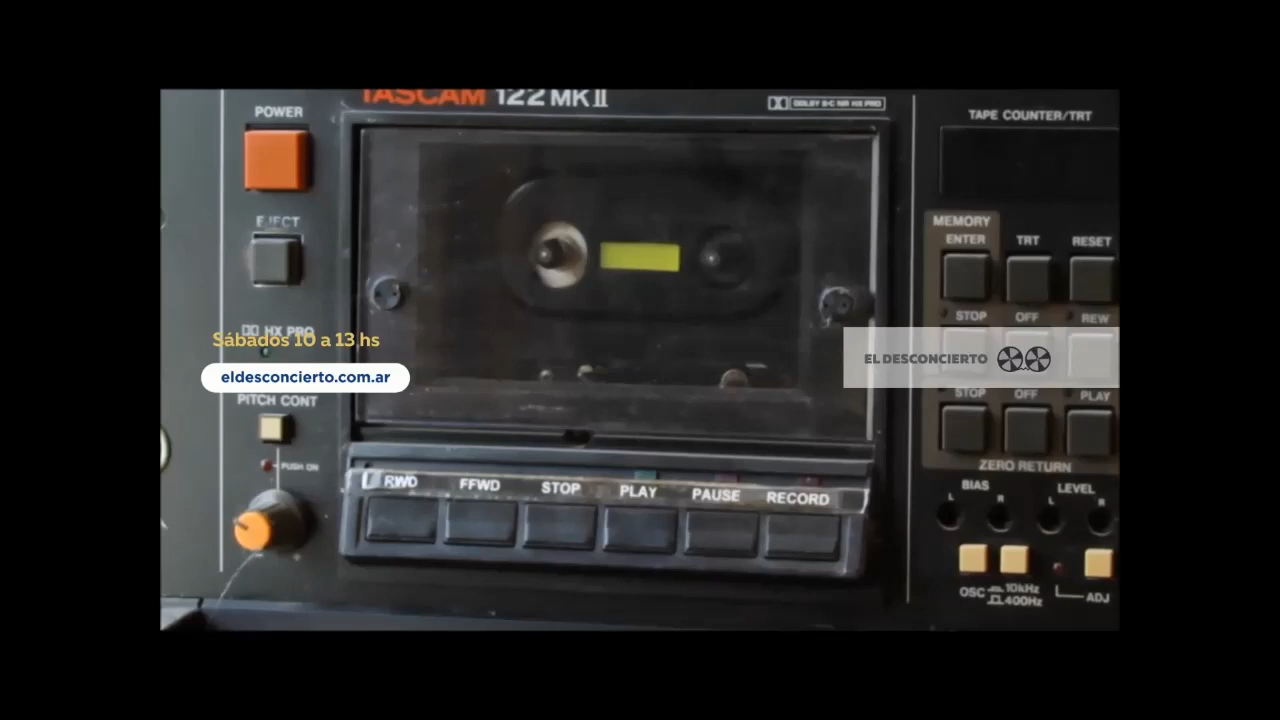 TASCAM 122 MK II
DOLBY B-C NR HX PRO
POWER
EJECT
HX PRO
Sábados 10 a 13 hs
eldesconcierto.com.ar
PITCH CONT
PUSH ON
RWD FFWD STOP PLAY PAUSE RECORD
TAPE COUNTER/TRT
MEMORY
ENTER TRT RESET
STOP OFF REW
EL DESCONCIERTO
STOP OFF PLAY
ZERO RETURN
BIAS LEVEL
L R L R
OSC 10kHz
400Hz
ADJ